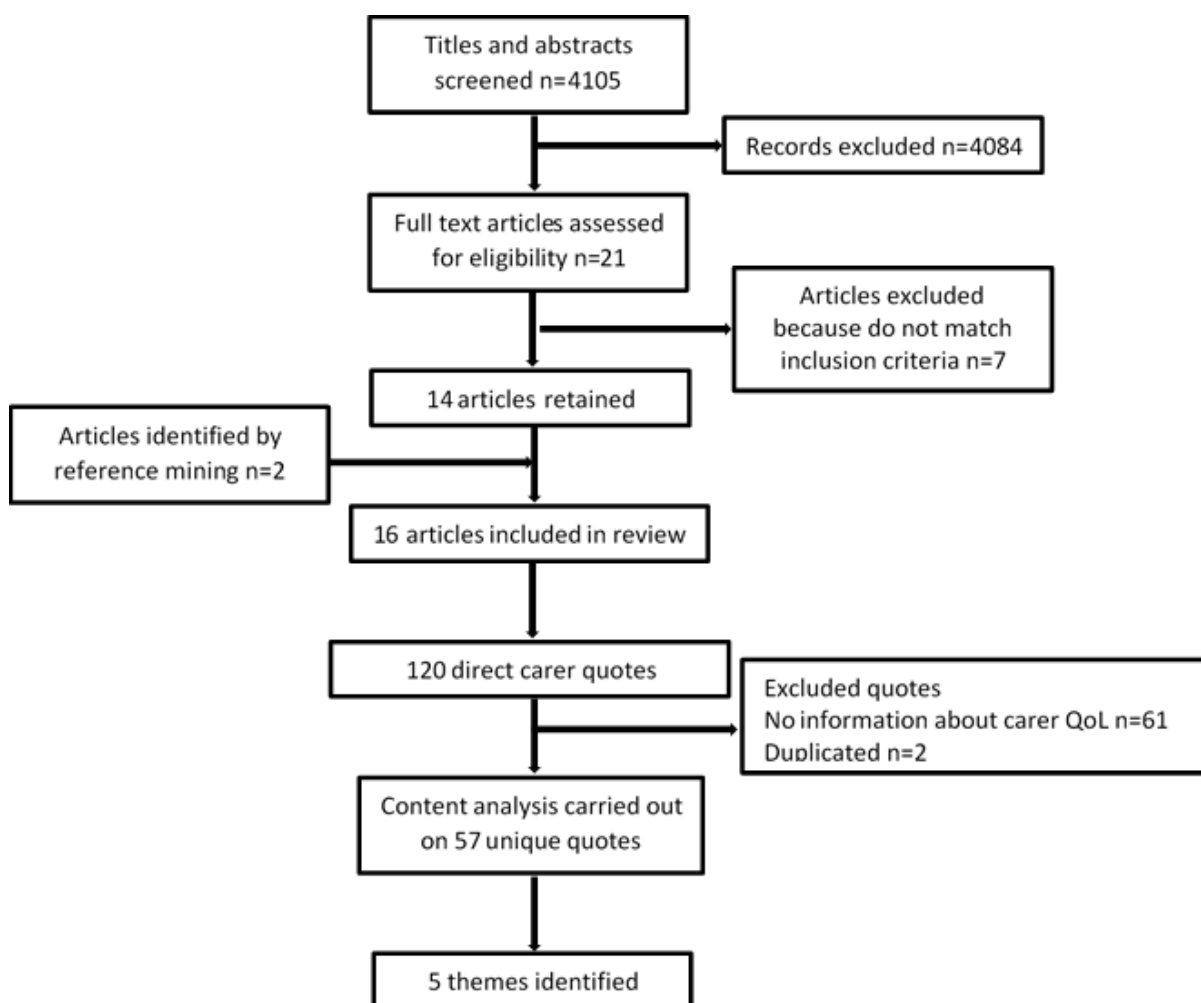 Titles and abstracts
screened n=4105
Records excluded n=4084
Full text articles assessed
for eligibility n=21
Articles excluded
because do not match
inclusion criteria n=7
14 articles retained
Articles identified by
reference mining n=2
16 articles included in review
120 direct carer quotes
Excluded quotes
No information about carer QoL n=61
Duplicated n=2
Content analysis carried out
on 57 unique quotes
5 themes identified